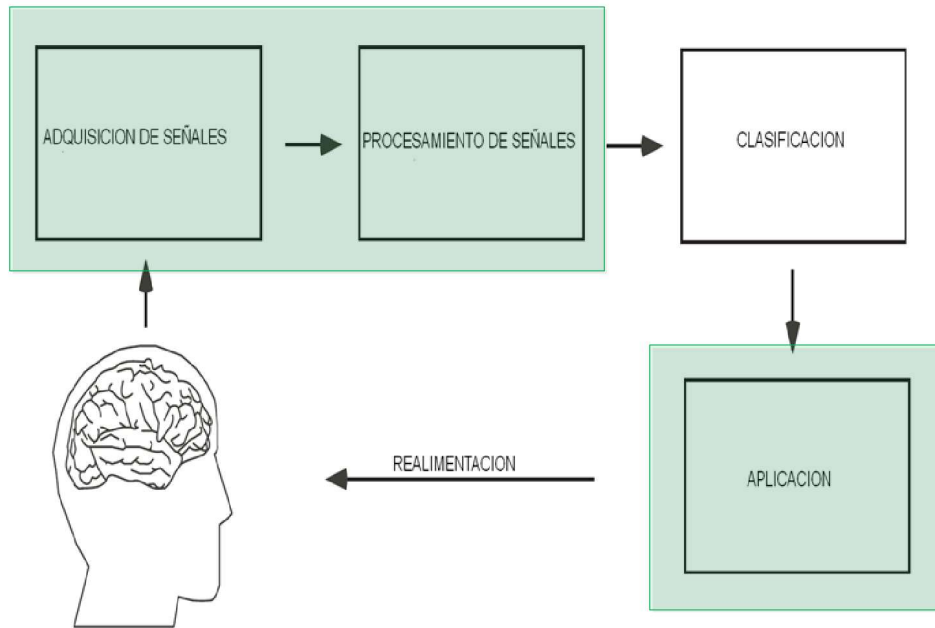 ADQUISICION DE SEÑALES
PROCESAMIENTO DE SEÑALES
CLASIFICACION
REALIMENTACION
APLICACION